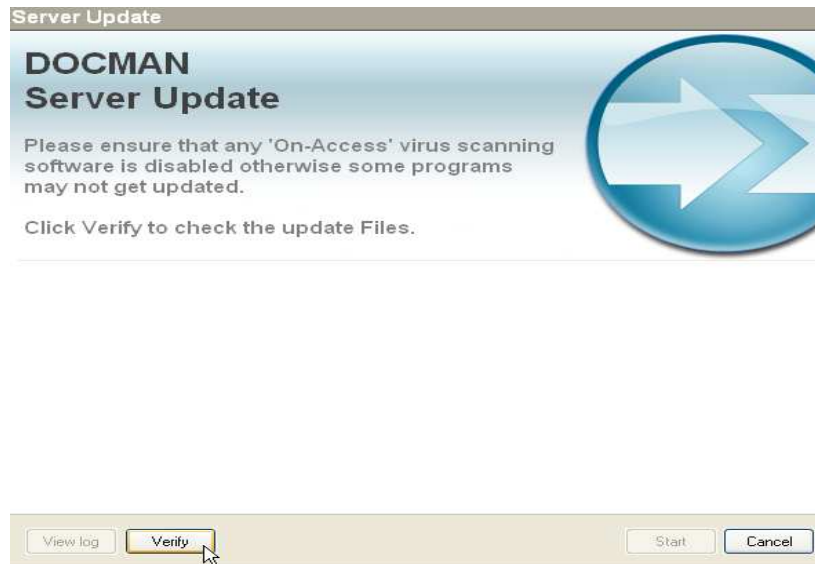 Server Update
DOCMAN
Server Update
Please ensure that any 'On-Access' virus scanning
software is disabled otherwise some programs
may not get updated.
Click Verify to check the update Files.
View log
Verify
Start
Cancel